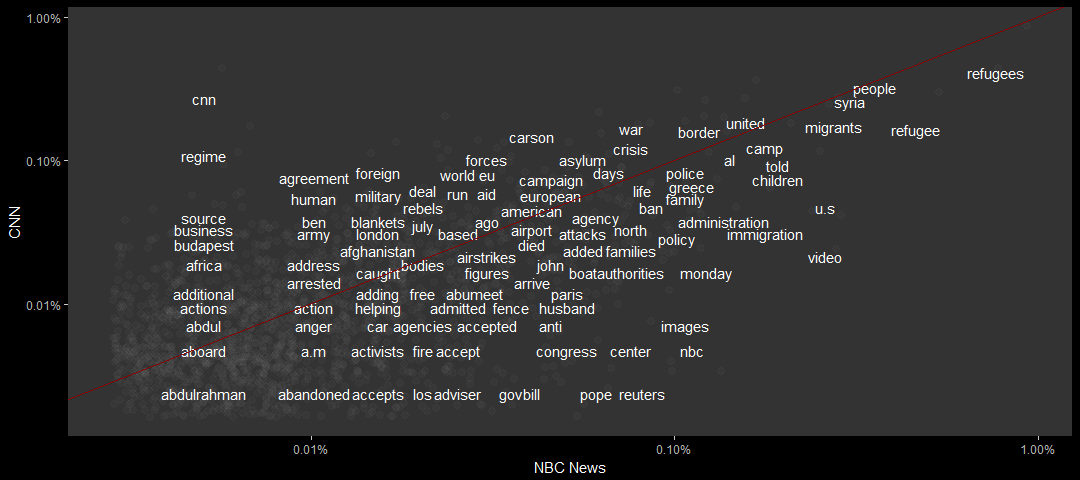 1.00%
refugees
people
cnn
syria
united
migrants
refugee
war
border
carson
crisis
camp
0.10%
regime
forces
asylum
al
told
foreign
world eu
days
police
agreement
campaign
children
greece
deal
run
aid
life
human
military
european
family
rebels
american
ban
u.s
source
agency
ben
blankets
july
ago
administration
business
airport
north
army
london
based
attacks
immigration
policy
budapest
died
afghanistan
added
families
airstrikes
video
africa
address
bodies
john
caught
figures
boat
authorities
monday
arrested
arrive
additional
adding
free
abu
meet
paris
0.01%
actions
action
helping
admitted
fence
husband
abdul
anger
car
agencies
accepted
anti
images
aboard
a.m
activists
fire
accept
congress
center
nbc
abdulrahman
abandoned
accepts
los
adviser
gov
bill
pope
reuters
CNN
0.01%
0.10%
1.00%
NBC News